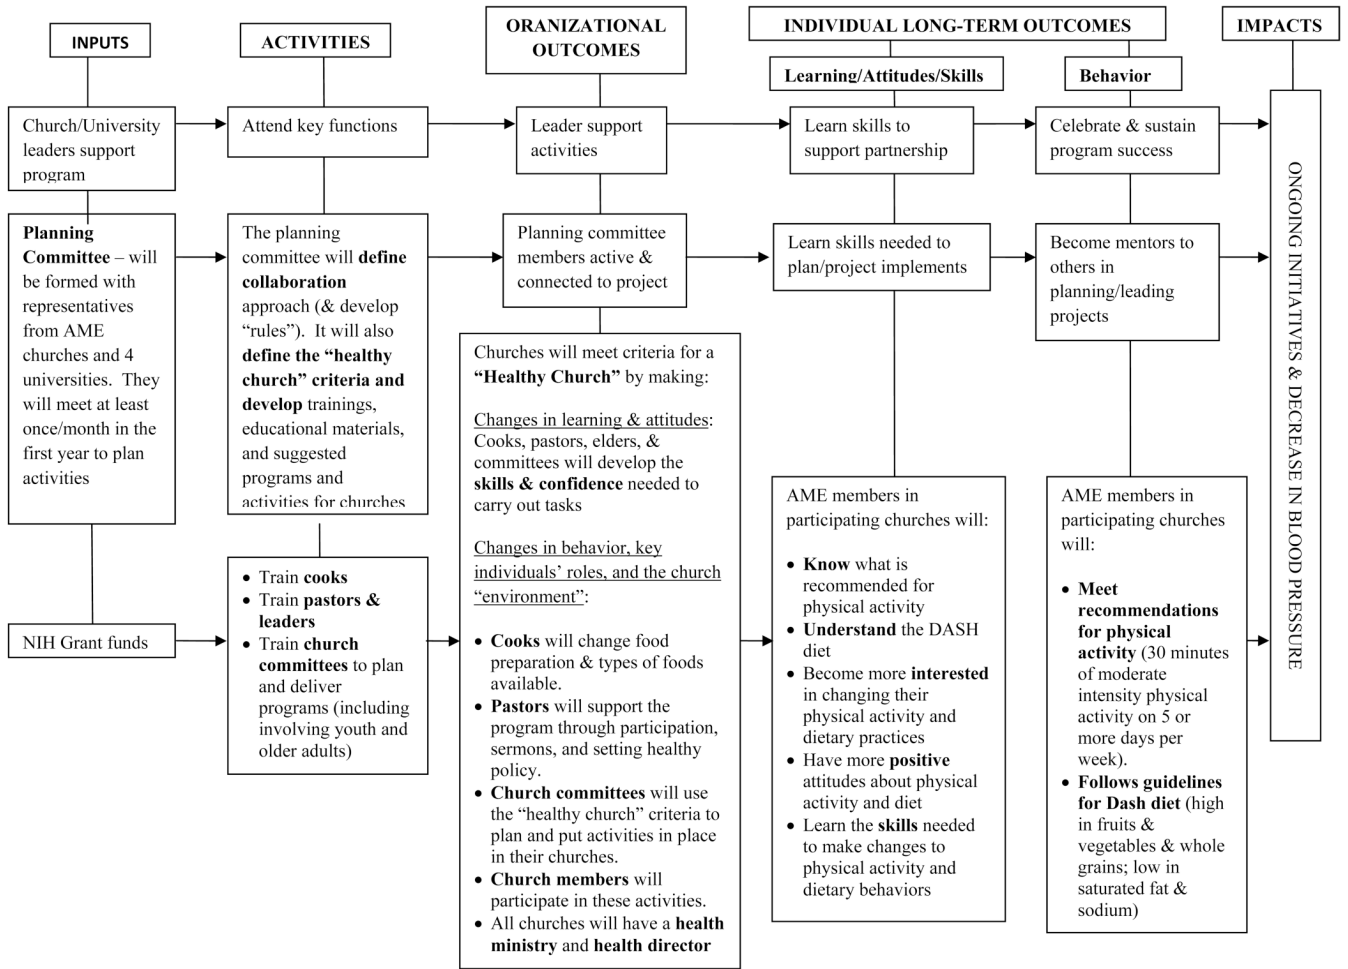 INPUTS
ACTIVITIES
ORANIZATIONAL
OUTCOMES
INDIVIDUAL LONG-TERM OUTCOMES
IMPACTS
Learning/Attitudes/Skills
Behavior
Church/University
leaders support
program
Attend key functions
Leader support
activities
Learn skills to
support partnership
Celebrate & sustain
program success
Planning
Committee – will
be formed with
representatives
from AME
churches and 4
universities. They
will meet at least
once/month in the
first year to plan
activities
The planning
committee will define
collaboration
approach (& develop
“rules”). It will also
define the “healthy
church” criteria and
develop trainings,
educational materials,
and suggested
programs and
activities for churches
Planning committee
members active &
connected to project
Learn skills needed to
plan/project implements
Become mentors to
others in
planning/leading
projects
NIH Grant funds
• Train cooks
• Train pastors &
leaders
• Train church
committees to plan
and deliver
programs (including
involving youth and
older adults)
Churches will meet criteria for a
“Healthy Church” by making:
Changes in learning & attitudes:
Cooks, pastors, elders, &
committees will develop the
skills & confidence needed to
carry out tasks
Changes in behavior, key
individuals’ roles, and the church
“environment”:
• Cooks will change food
preparation & types of foods
available.
• Pastors will support the
program through participation,
sermons, and setting healthy
policy.
• Church committees will use
the “healthy church” criteria to
plan and put activities in place
in their churches.
• Church members will
participate in these activities.
• All churches will have a health
ministry and health director
AME members in
participating churches will:
• Know what is
recommended for
physical activity
• Understand the DASH
diet
• Become more interested
in changing their
physical activity and
dietary practices
• Have more positive
attitudes about physical
activity and diet
• Learn the skills needed
to make changes to
physical activity and
dietary behaviors
AME members in
participating churches
will:
• Meet
recommendations
for physical
activity (30 minutes
of moderate
intensity physical
activity on 5 or
more days per
week).
• Follows guidelines
for Dash diet (high
in fruits &
vegetables & whole
grains; low in
saturated fat &
sodium)
ONGOING INITIATIVES & DECREASE IN BLOOD PRESSURE